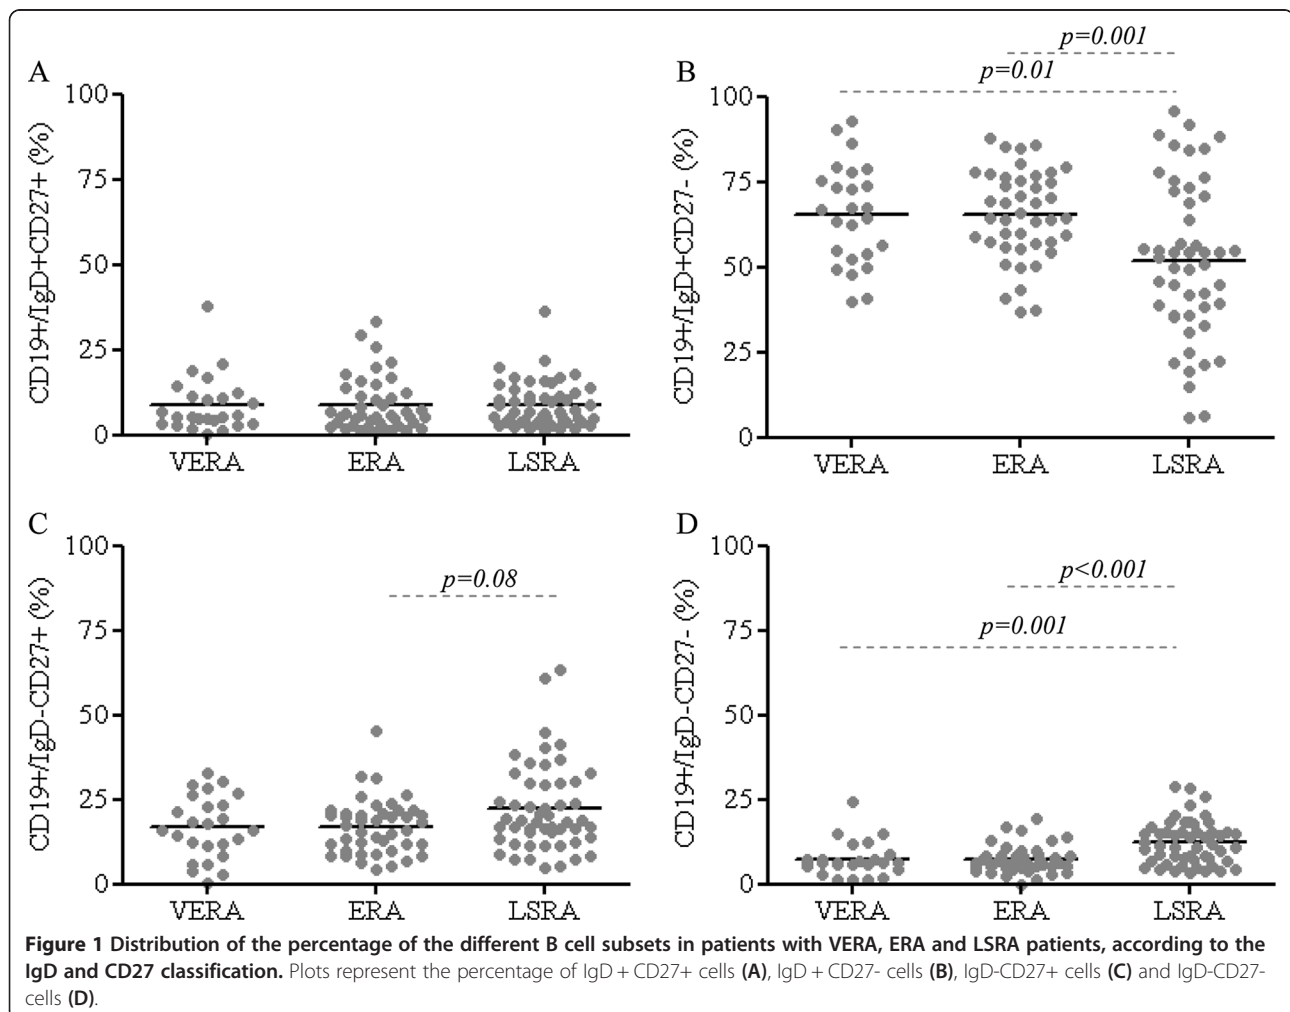 A
CD19+/IgD+CD27+ (%)
100
75
50
25
0
VERA ERA LSRA
B
CD19+/IgD+CD27- (%)
p=0.001
p=0.01
100
75
50
25
0
VERA ERA LSRA
C
CD19+/IgD-CD27+ (%)
100
75
50
25
0
p=0.08
VERA ERA LSRA
D
CD19+/IgD-CD27- (%)
100
75
50
25
0
p<0.001
p=0.001
VERA ERA LSRA
Figure 1 Distribution of the percentage of the different B cell subsets in patients with VERA, ERA and LSRA patients, according to the
IgD and CD27 classification. Plots represent the percentage of IgD + CD27+ cells (A), IgD + CD27- cells (B), IgD-CD27+ cells (C) and IgD-CD27-
cells (D).